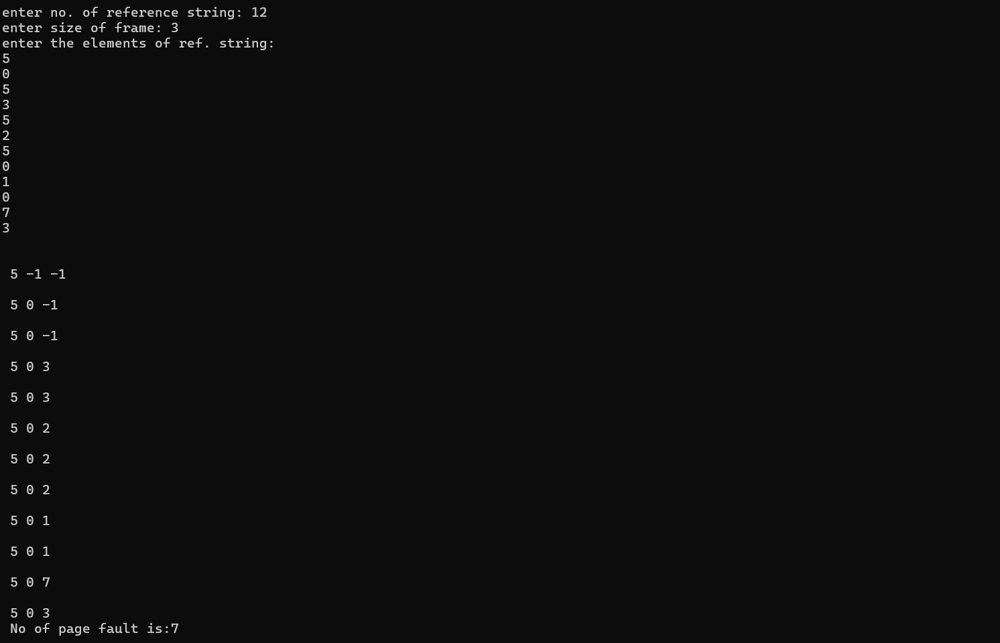 enter no. of reference string: 12
enter size of frame: 3
enter the elements of ref. string:
5
0
5
3
5
2
5
0
1
0
7
3
5 -1 -1
5 0 -1
5 0 -1
5 0 3
5 0 3
5 0 2
5 0 2
5 0 2
5 0 1
5 0 1
5 0 7
5 0 3
No of page fault is:7